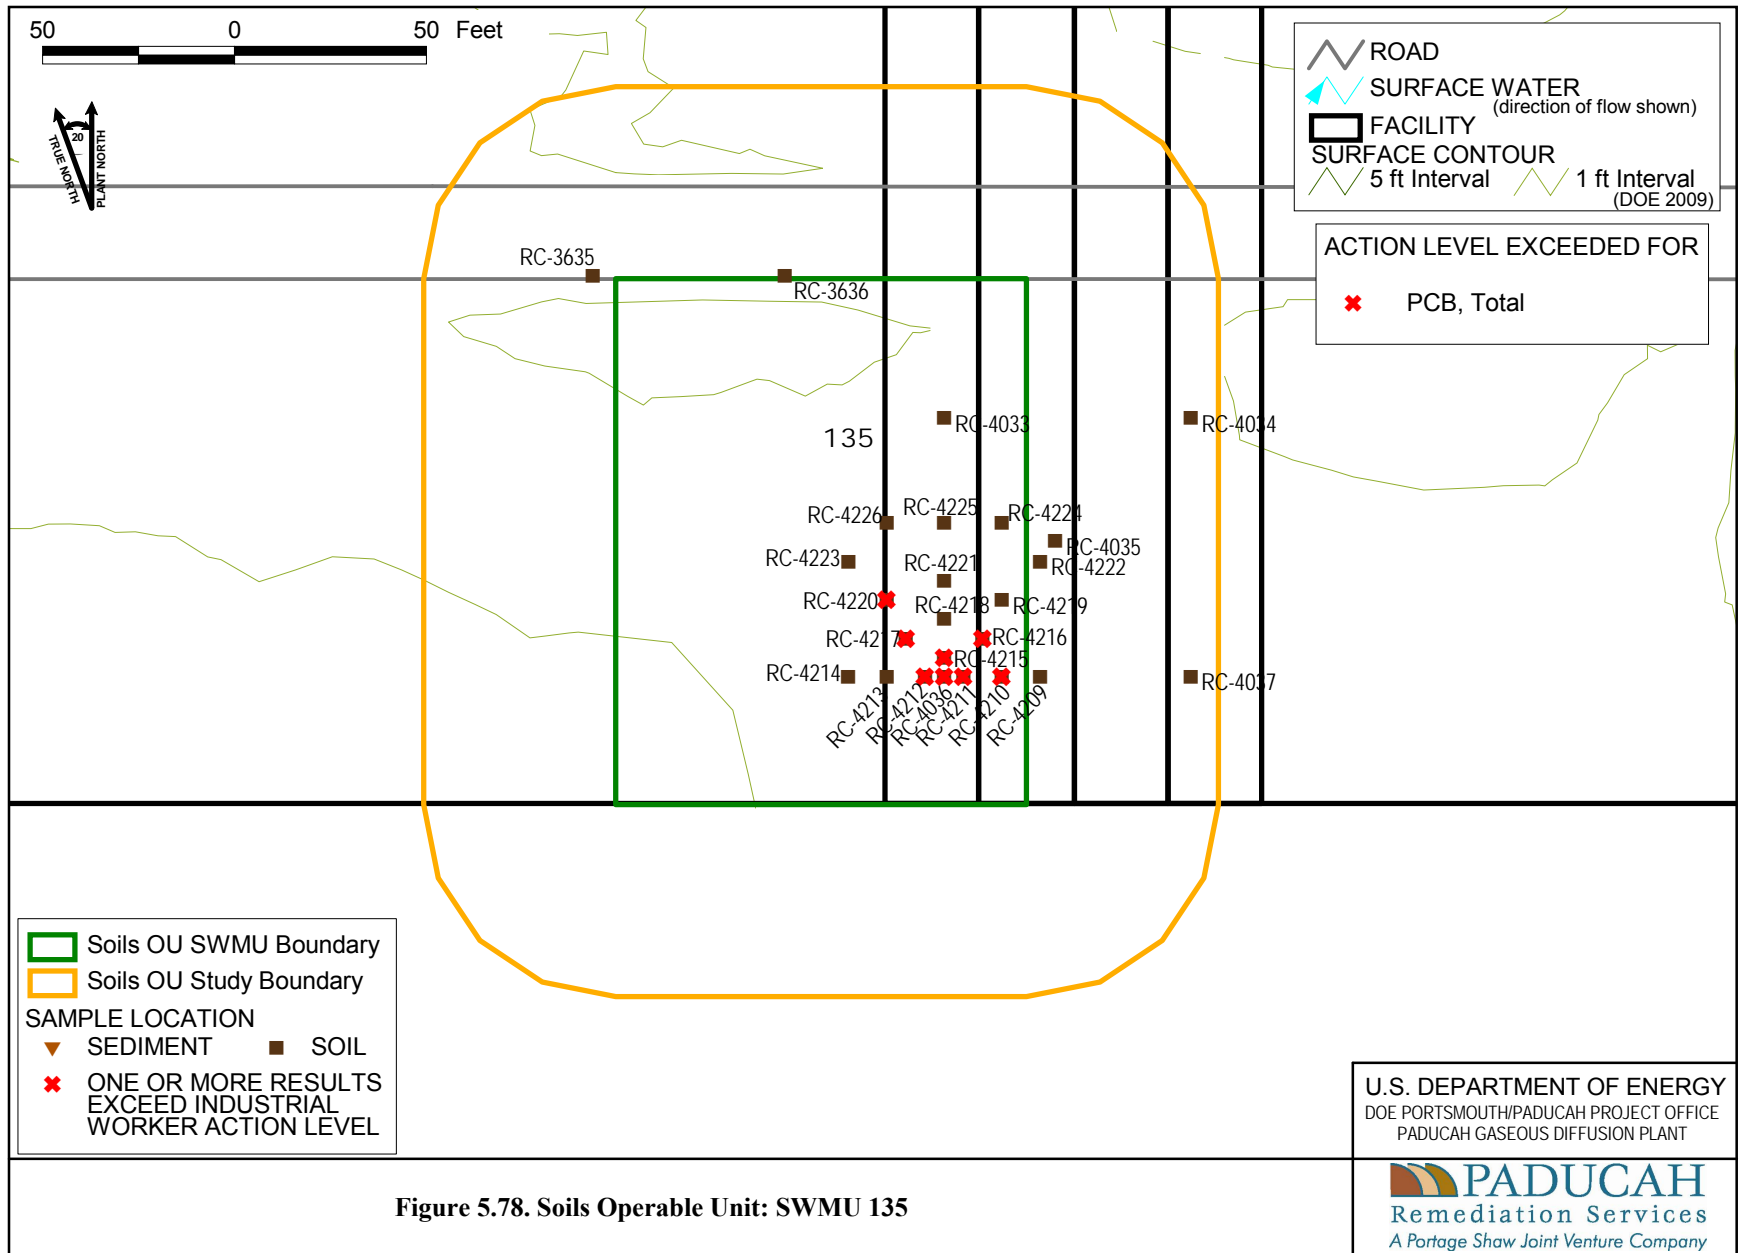 50 0 50 Feet
TRUE NORTH
20
PLANT NORTH
ROAD
SURFACE WATER
(direction of flow shown)
FACILITY
SURFACE CONTOUR
5 ft Interval 1 ft Interval
(DOE 2009)
ACTION LEVEL EXCEEDED FOR
PCB, Total
RC-3635
RC-3636
RC-4033
RC-4034
135
RC-4226
RC-4225
RC-4224
RC-4035
RC-4223
RC-4221
RC-4222
RC-4220
RC-4218
RC-4219
RC-4217
RC-4216
RC-4215
RC-4214
RC-4037
RC-4213
RC-4212
RC-4036
RC-4211
RC-4210
RC-4209
Soils OU SWMU Boundary
Soils OU Study Boundary
SAMPLE LOCATION
SEDIMENT SOIL
ONE OR MORE RESULTS
EXCEED INDUSTRIAL
WORKER ACTION LEVEL
U.S. DEPARTMENT OF ENERGY
DOE PORTSMOUTH/PADUCAH PROJECT OFFICE
PADUCAH GASEOUS DIFFUSION PLANT
Figure 5.78. Soils Operable Unit: SWMU 135
PADUCAH
Remediation Services
A Portage Shaw Joint Venture Company